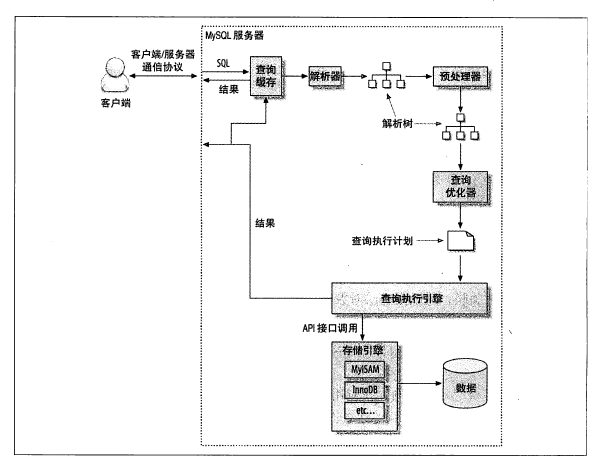 MySQL 服务器
客户端/服务器
通信协议
客户端
SQL
结果
查询
缓存
解析器
预处理器
解析树
查询
优化器
结果
查询执行计划
查询执行引擎
API 接口调用
存储引擎
MyISAM
InnoDB
etc...
数据